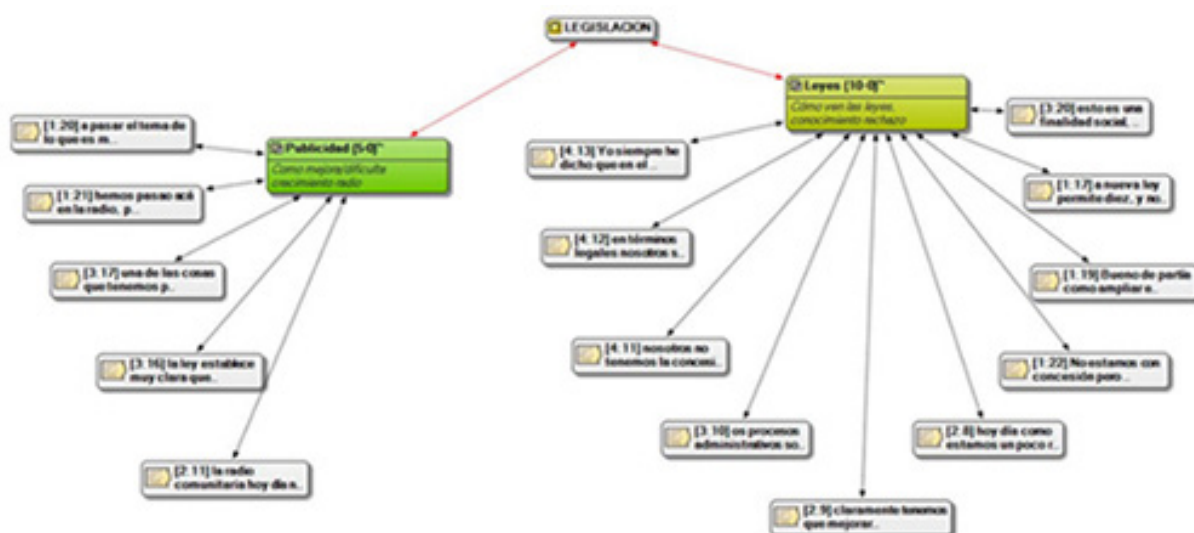 LEGISLACION
Publicidad [5-0]~
Como mejora/dificulta
crecimiento radio
[1:20] a pasar el tema de
lo que es m...
[1:21] hemos pasao acá
en la radio, p...
[3:17] una de las cosas
que tenemos p..
[3:16] la ley establece
muy clara que..
[2:11] la radio
comunitaria hoy día n..
Leyes [10-0]~
Cómo ven las leyes,
conocimiento rechazo
[4:13] Yo siempre he
dicho que en el ..
[4:12] en términos
legales nosotros s..
[4:11] nosotros no
tenemos la concesi..
[3:10] os procesos
administrativos so..
[2:9] claramente tenemos
que mejorar..
[2:8] hoy día como
estamos un poco r..
[1:22] No estamos con
concesión pero ..
[1:19] Bueno de partía
como ampliar e..
[1:17] a nueva ley
permite diez, y no..
[3:20] esto es una
finalidad social, ..